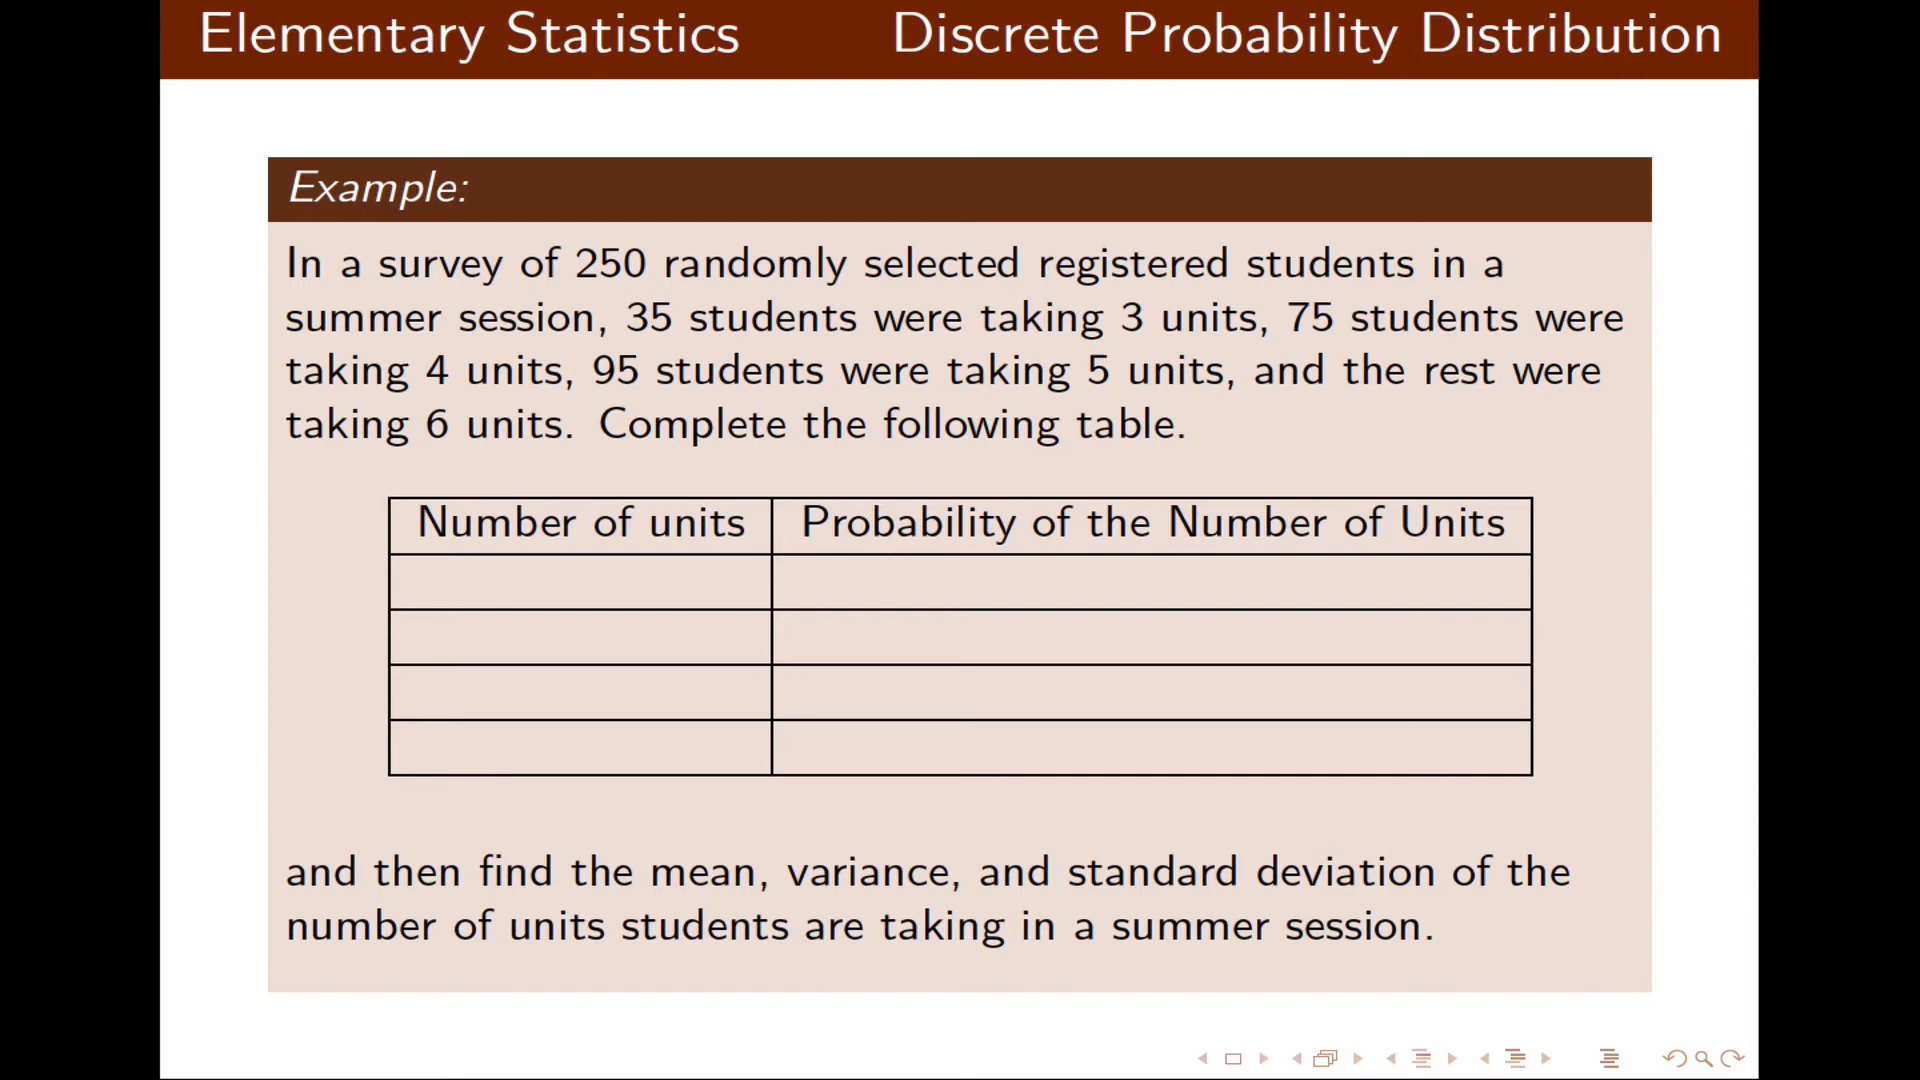 Elementary Statistics Discrete Probability Distribution
Example:
In a survey of 250 randomly selected registered students in a
summer session, 35 students were taking 3 units, 75 students were
taking 4 units, 95 students were taking 5 units, and the rest were
taking 6 units. Complete the following table.
Number of units Probability of the Number of Units
and then find the mean, variance, and standard deviation of the
number of units students are taking in a summer session.